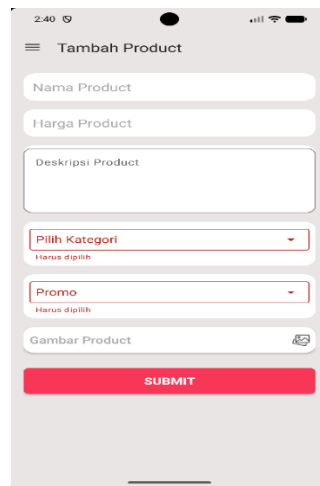 2:40
Tambah Product
Nama Product
Harga Product
Deskripsi Product
Pilih Kategori
Harus dipilih
Promo
Harus dipilih
Gambar Product
SUBMIT